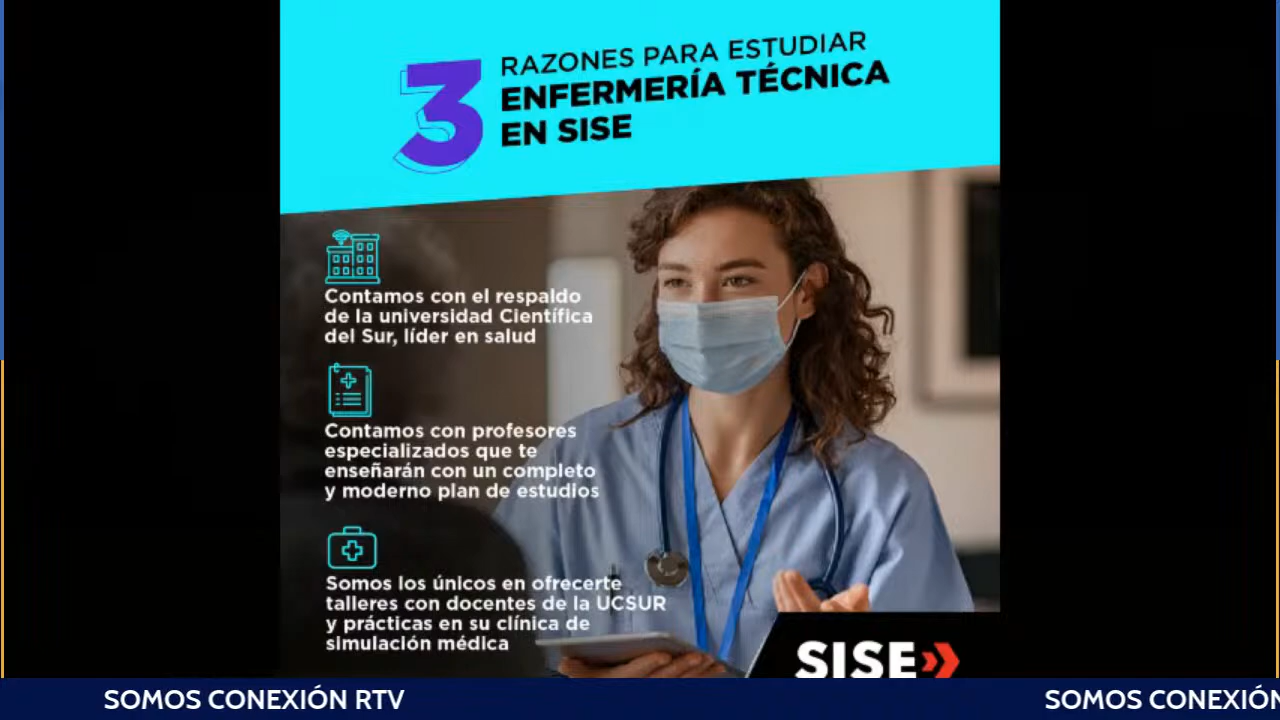 3
RAZONES PARA ESTUDIAR
ENFERMERÍA TÉCNICA
EN SISE
Contamos con el respaldo
de la universidad Científica
del Sur, líder en salud
Contamos con profesores
especializados que te
enseñarán con un completo
y moderno plan de estudios
Somos los únicos en ofrecerte
talleres con docentes de la UCSUR
y prácticas en su clínica de
simulación médica
SISE
SOMOS CONEXIÓN RTV
SOMOS CONEXIÓN